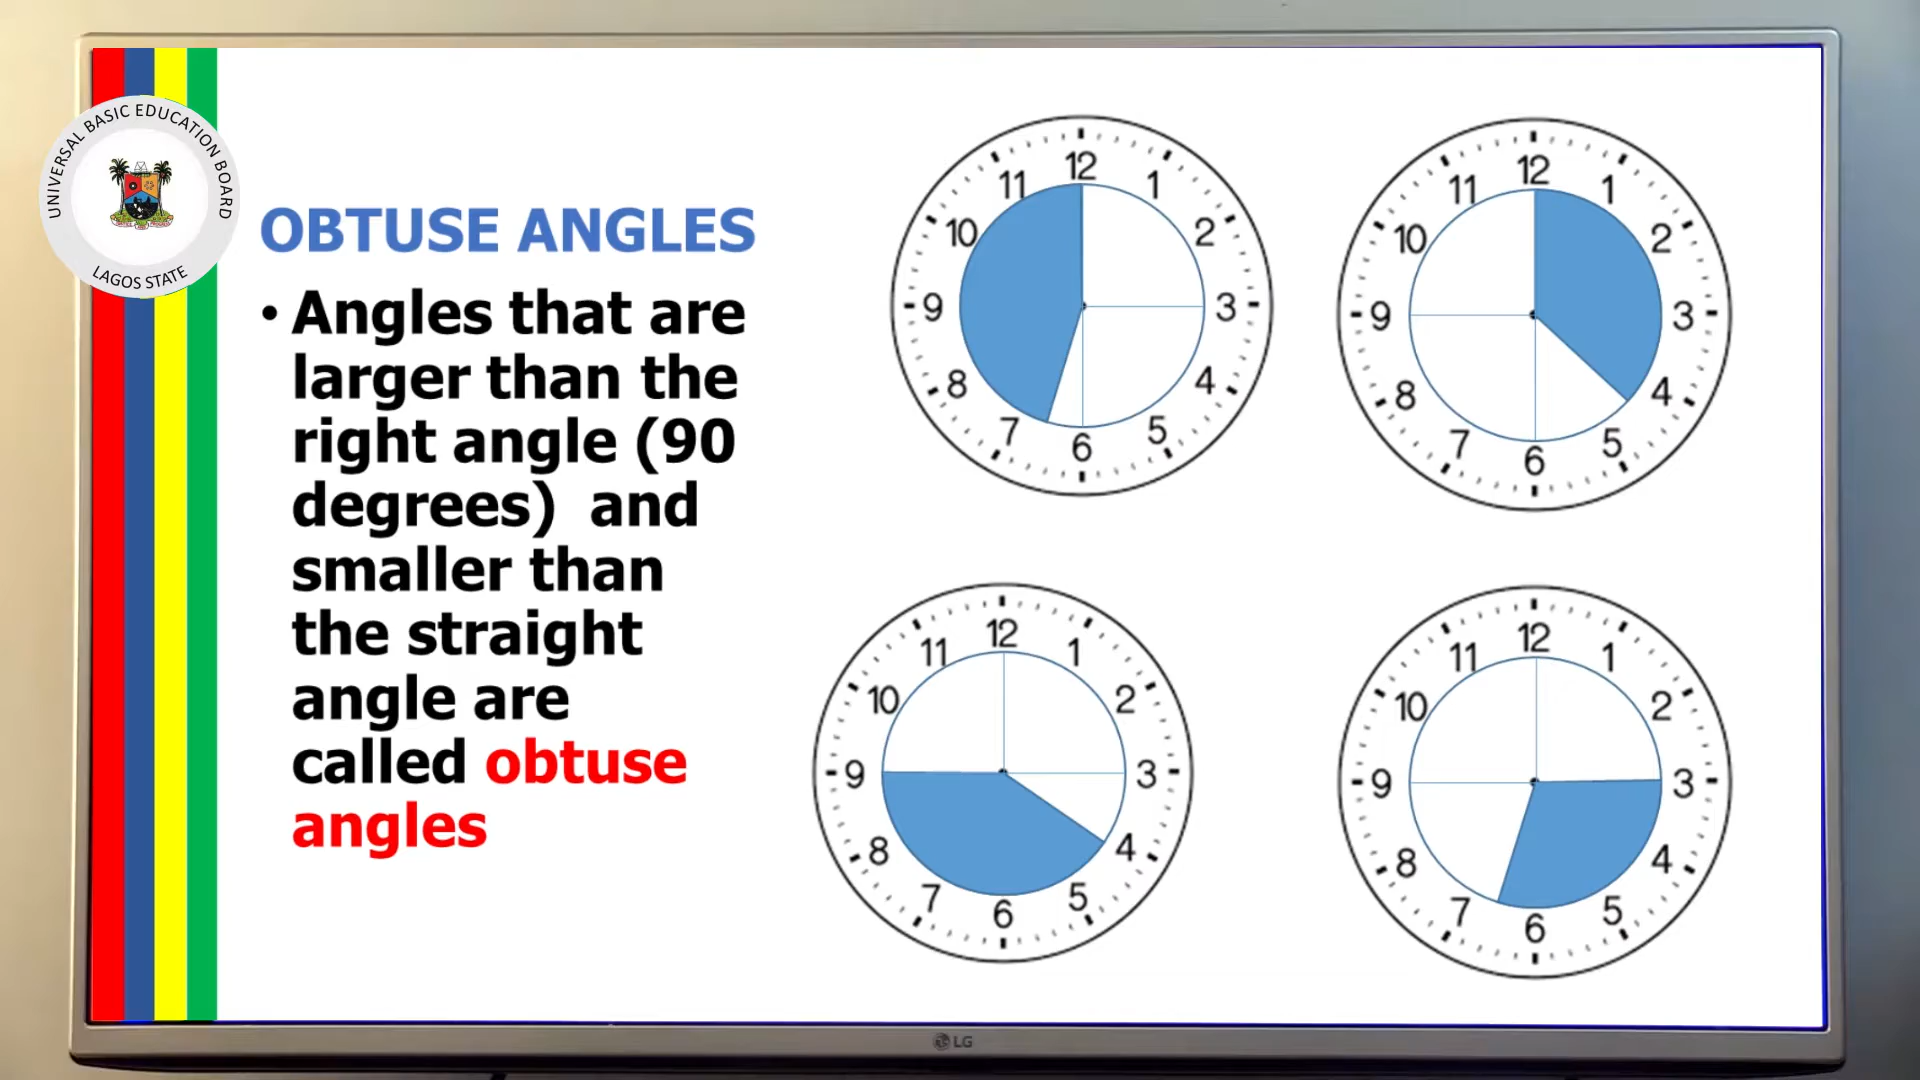 UNIVERSAL BASIC EDUCATION BOARD
LAGOS STATE
OBTUSE ANGLES
• Angles that are
larger than the
right angle (90
degrees) and
smaller than
the straight
angle are
called obtuse
angles
12
11 1
10 2
9 3
8 4
7 5
6
12
11 1
10 2
9 3
8 4
7 5
6
12
11 1
10 2
9 3
8 4
7 5
6
12
11 1
10 2
9 3
8 4
7 5
6
LG